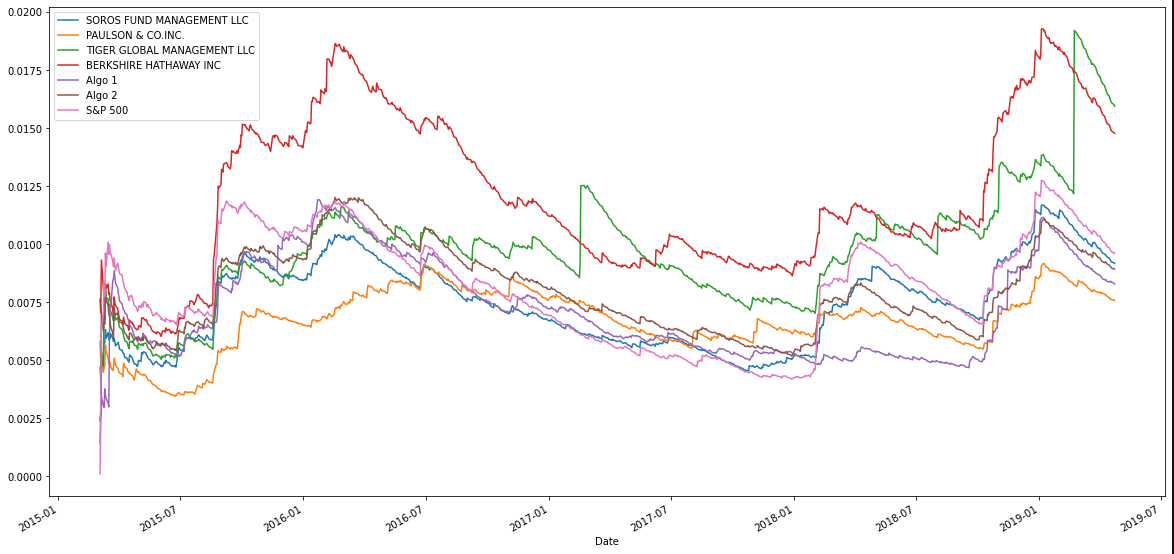 0.0200
0.0175
0.0150
0.0125
0.0100
0.0075
0.0050
0.0025
0.0000
SOROS FUND MANAGEMENT LLC
PAULSON & CO.INC.
TIGER GLOBAL MANAGEMENT LLC
BERKSHIRE HATHAWAY INC
Algo 1
Algo 2
S&P 500
2015-01
2015-07
2016-01
2016-07
2017-01
2017-07
2018-01
2018-07
2019-01
2019-07
Date